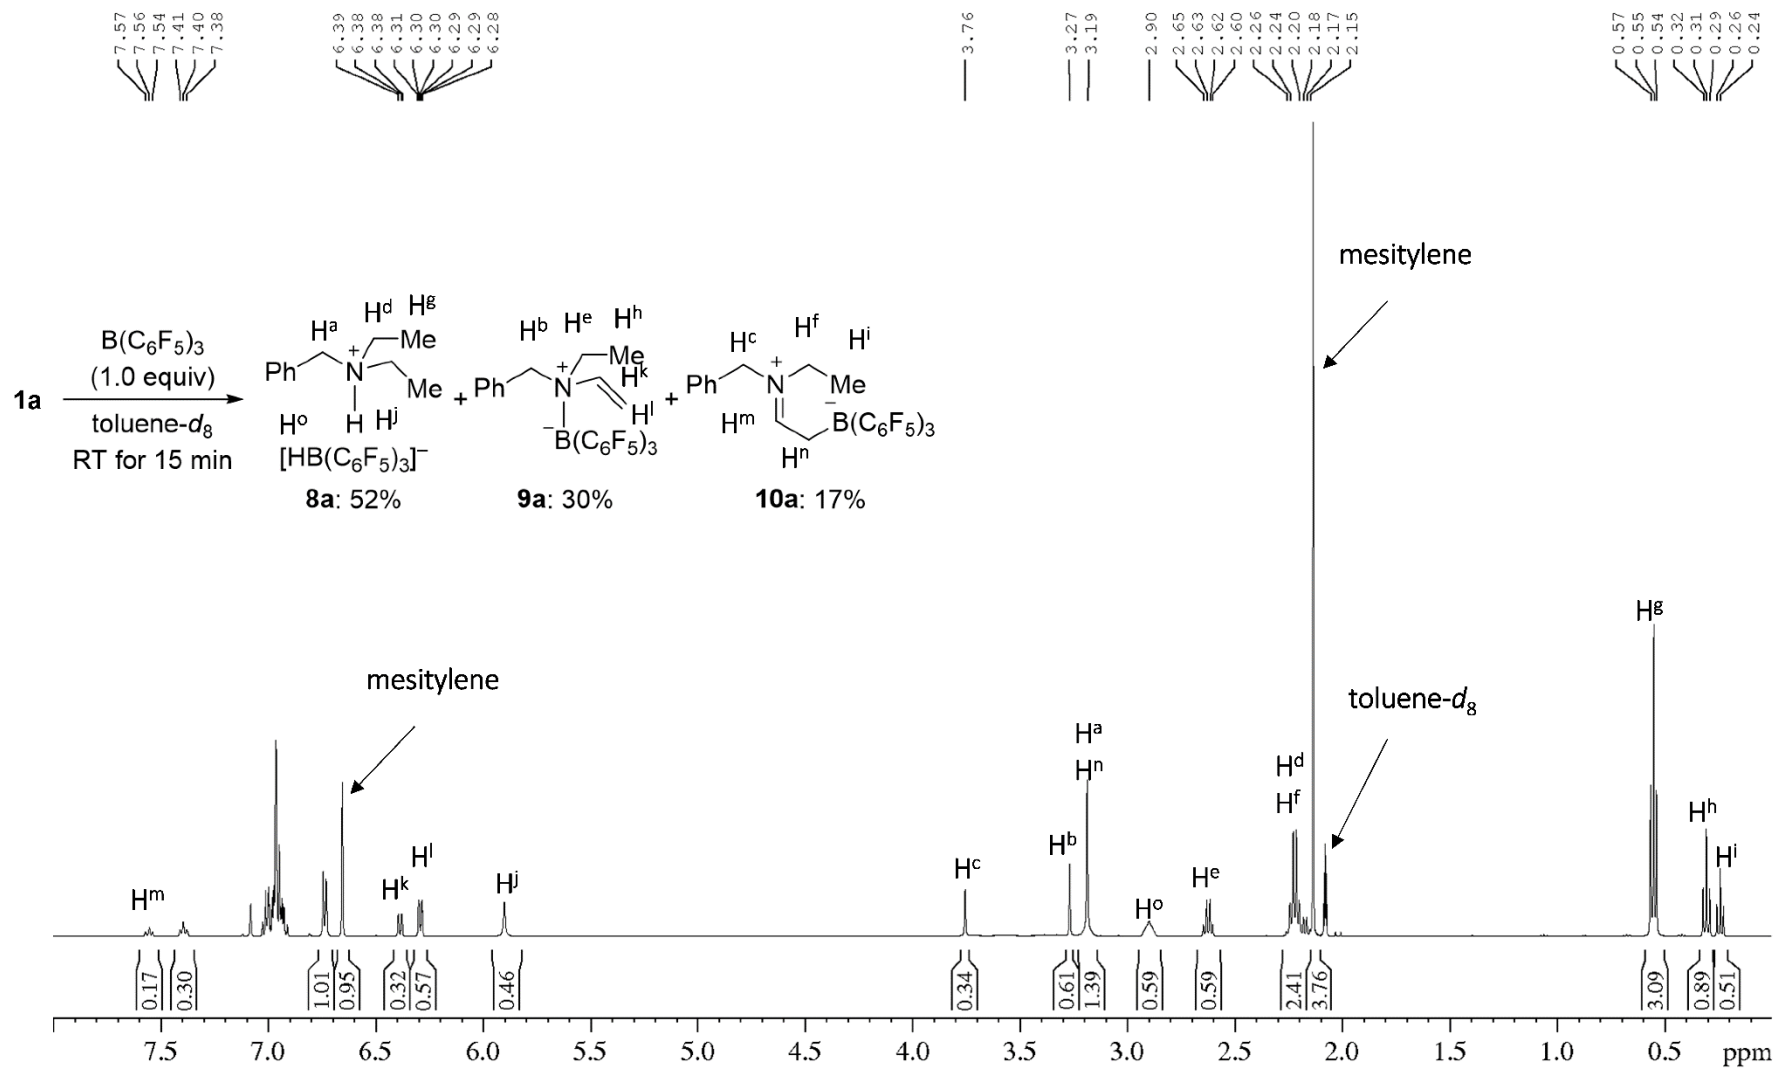 7.57 7.56 7.54 7.41 7.40 7.38 6.39 6.38 6.38 6.31 6.30 6.30 6.29 6.29 6.28 3.76 3.27 3.19 2.90 2.65 2.63 2.62 2.60 2.26 2.24 2.20 2.18 2.17 2.15 0.57 0.55 0.54 0.32 0.31 0.29 0.26 0.24
mesitylene
1a
B(C₆F₅)₃
(1.0 equiv)
toluene-d₈
RT for 15 min
Hᵃ Hᵈ Hᵍ
Ph N + Me
Me
H Hʲ
Hᵒ
[HB(C₆F₅)₃]⁻
8a: 52%
+
Hᵇ Hᵉ Hʰ
Ph N + Me
Hᵏ
Hˡ
⁻B(C₆F₅)₃
9a: 30%
+
Hᶜ Hᶠ Hⁱ
Ph N + Me
Hᵐ
⁻B(C₆F₅)₃
Hⁿ
10a: 17%
mesitylene
toluene-d₈
Hᵐ
Hᵏ
Hˡ
Hʲ
Hᶜ
Hᵇ
Hᵃ
Hⁿ
Hᵒ
Hᵉ
Hᵈ
Hᶠ
Hᵍ
Hʰ
Hⁱ
0.17 0.30 1.01 0.95 0.32 0.57 0.46 0.34 0.61 1.39 0.59 0.59 2.41 3.76 3.09 0.89 0.51
7.5 7.0 6.5 6.0 5.5 5.0 4.5 4.0 3.5 3.0 2.5 2.0 1.5 1.0 0.5 ppm